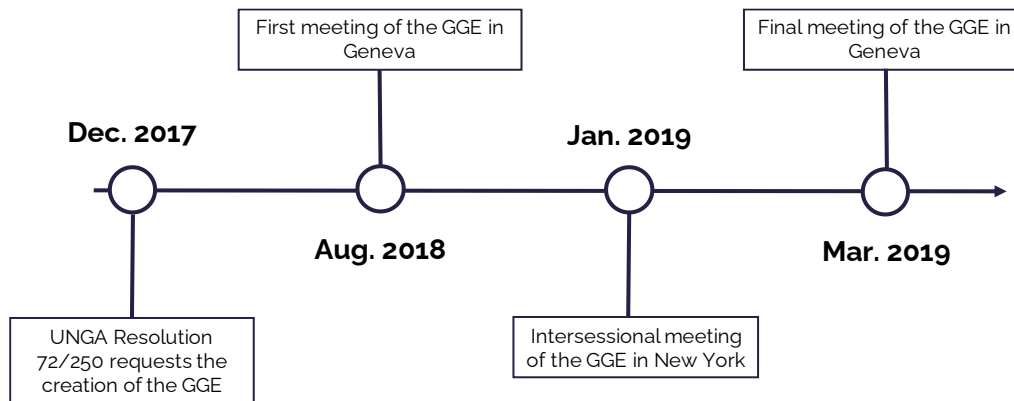 First meeting of the GGE in
Geneva
Final meeting of the GGE in
Geneva
Dec. 2017
Jan. 2019
Aug. 2018
Mar. 2019
UNGA Resolution
72/250 requests the
creation of the GGE
Intersessional meeting
of the GGE in New York